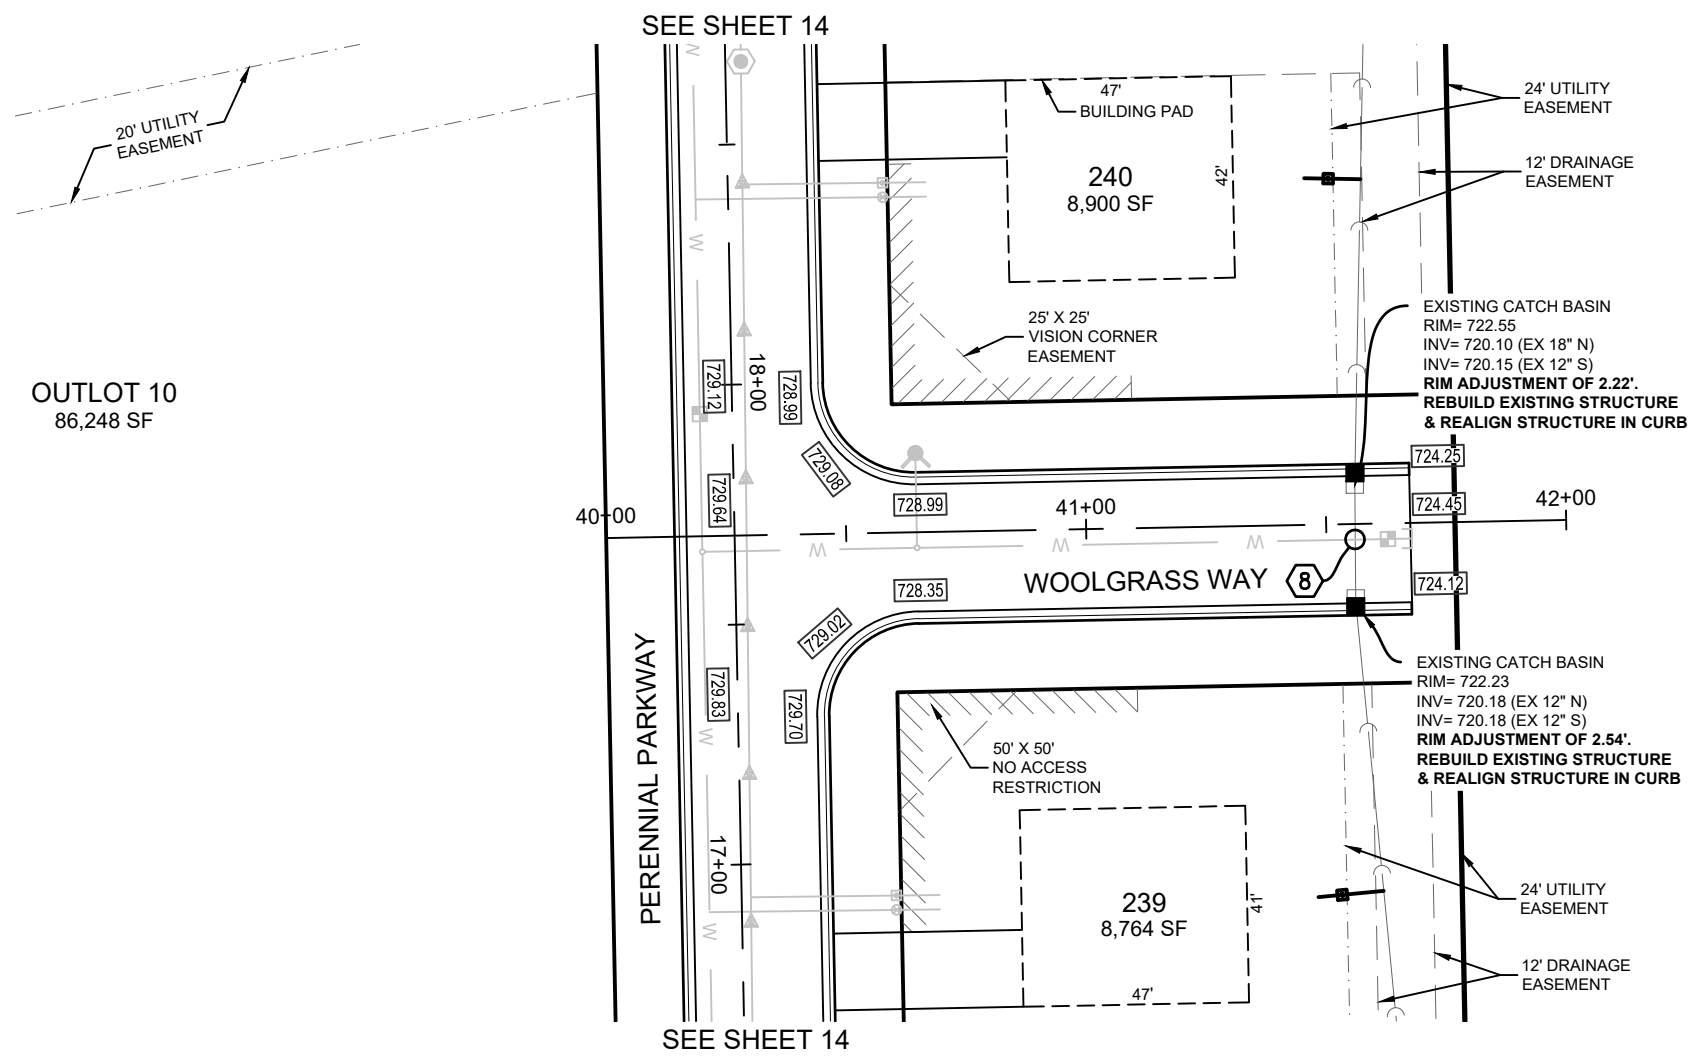 SEE SHEET 14
20' UTILITY
EASEMENT
47'
BUILDING PAD
24' UTILITY
EASEMENT
240
8,900 SF
42'
12' DRAINAGE
EASEMENT
25' X 25'
VISION CORNER
EASEMENT
EXISTING CATCH BASIN
RIM= 722.55
INV= 720.10 (EX 18" N)
INV= 720.15 (EX 12" S)
RIM ADJUSTMENT OF 2.22'.
REBUILD EXISTING STRUCTURE
& REALIGN STRUCTURE IN CURB
OUTLOT 10
86,248 SF
729.12
18+00
728.99
729.08
729.64
724.25
724.45
724.12
40+00
728.99
41+00
42+00
W
W
W
W
W
W
W
W
WOOLGRASS WAY
8
728.35
729.02
729.83
729.70
PERENNIAL PARKWAY
17+00
EXISTING CATCH BASIN
RIM= 722.23
INV= 720.18 (EX 12" N)
INV= 720.18 (EX 12" S)
RIM ADJUSTMENT OF 2.54'.
REBUILD EXISTING STRUCTURE
& REALIGN STRUCTURE IN CURB
50' X 50'
NO ACCESS
RESTRICTION
239
8,764 SF
41'
47'
24' UTILITY
EASEMENT
12' DRAINAGE
EASEMENT
SEE SHEET 14